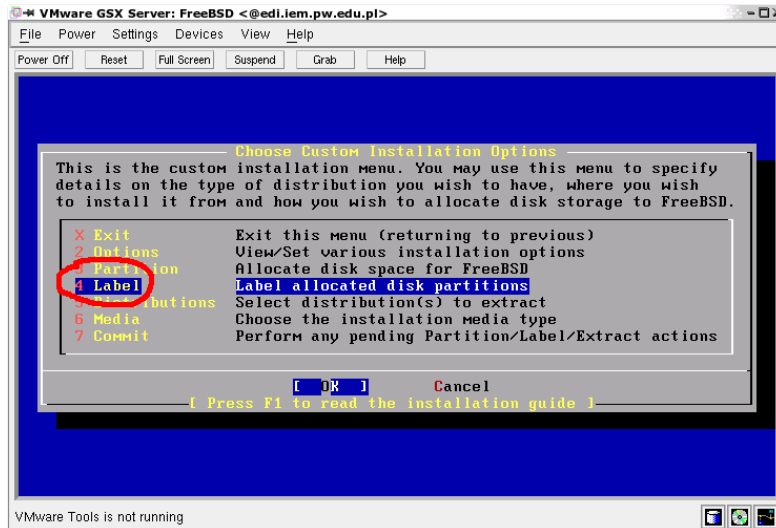 VMware GSX Server: FreeBSD <@edi.iem.pw.edu.pl>
File Power Settings Devices View Help
Power Off Reset Full Screen Suspend Grab Help
Choose Custom Installation Options
This is the custom installation menu. You may use this menu to specify
details on the type of distribution you wish to have, where you wish
to install it from and how you wish to allocate disk storage to FreeBSD.
X Exit Exit this menu (returning to previous)
2 Options View/Set various installation options
3 Partition Allocate disk space for FreeBSD
4 Label Label allocated disk partitions
5 Distributions Select distribution(s) to extract
6 Media Choose the installation media type
7 Commit Perform any pending Partition/Label/Extract actions
[ OK ] Cancel
[ Press F1 to read the installation guide ]
VMware Tools is not running